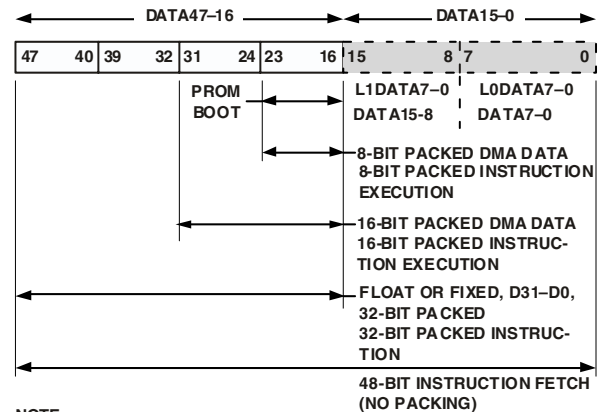 DATA47–16 DATA15–0
47 40 39 32 31 24 23 16 15 8 7 0
PROM
BOOT
L1DATA7–0 L0DATA7–0
DATA15-8 DATA7–0
8-BIT PACKED DMA DATA
8-BIT PACKED INSTRUCTION
EXECUTION
16-BIT PACKED DMA DATA
16-BIT PACKED INSTRUC-
TION EXECUTION
FLOAT OR FIXED, D31–D0,
32-BIT PACKED
32-BIT PACKED INSTRUC-
TION
48-BIT INSTRUCTION FETCH
(NO PACKING)
NOTE